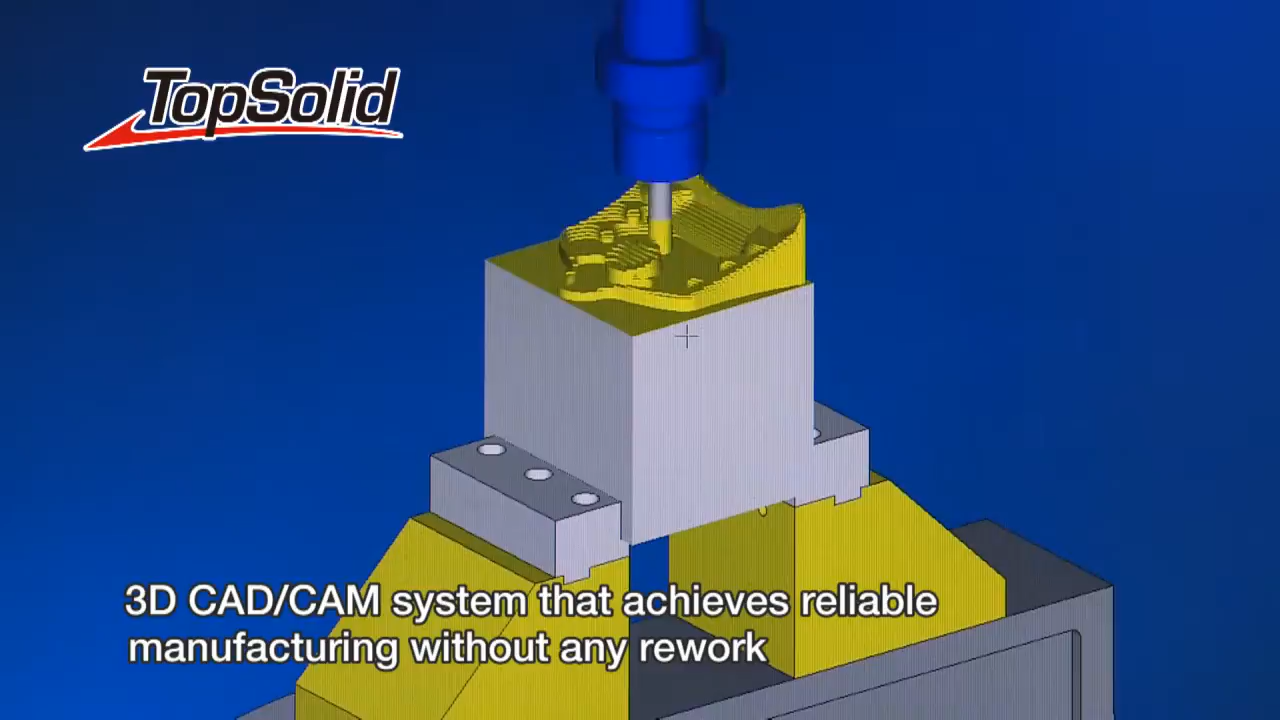 TopSolid
3D CAD/CAM system that achieves reliable
manufacturing without any rework